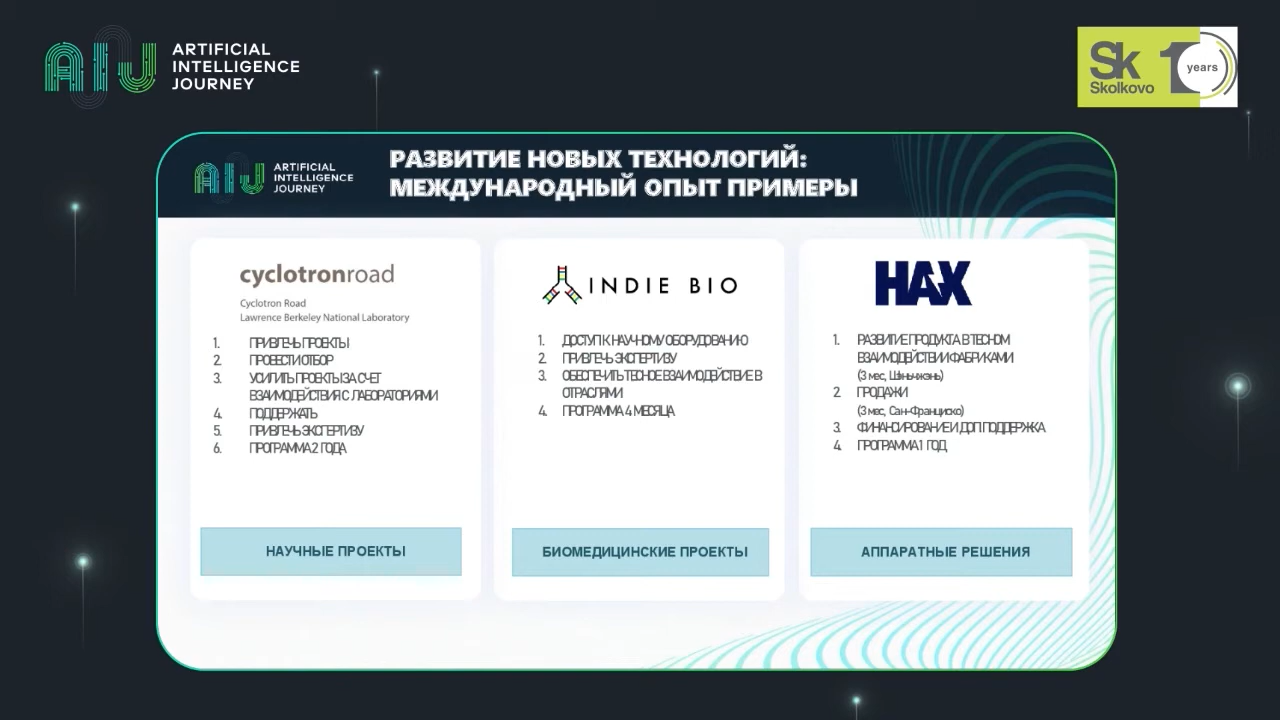 ARTIFICIAL
INTELLIGENCE
JOURNEY
Sk
Skolkovo
10
years
ARTIFICIAL
INTELLIGENCE
JOURNEY
РАЗВИТИЕ НОВЫХ ТЕХНОЛОГИЙ:
МЕЖДУНАРОДНЫЙ ОПЫТ ПРИМЕРЫ
cyclotronroad
Cyclotron Road
Lawrence Berkeley National Laboratory
1. ПРИВЛЕЧЬ ПРОЕКТЫ
2. ПРОВЕСТИ ОТБОР
3. УСИЛИТЬ ПРОЕКТЫ ЗА СЧЕТ
ВЗАИМОДЕЙСТВИЯ С ЛАБОРАТОРИЯМИ
4. ПОДДЕРЖАТЬ
5. ПРИВЛЕЧЬ ЭКСПЕРТИЗУ
6. ПРОГРАММА 2 ГОДА
НАУЧНЫЕ ПРОЕКТЫ
INDIE BIO
1. ДОСТУП К НАУЧНОМУ ОБОРУДОВАНИЮ
2. ПРИВЛЕЧЬ ЭКСПЕРТИЗУ
3. ОБЕСПЕЧИТЬ ТЕСНОЕ ВЗАИМОДЕЙСТВИЕ В
ОТРАСЛЯМИ
4. ПРОГРАММА 4 МЕСЯЦА
БИОМЕДИЦИНСКИЕ ПРОЕКТЫ
HAX
1. РАЗВИТИЕ ПРОДУКТА В ТЕСНОМ
ВЗАИМОДЕЙСТВИИ ФАБРИКАМИ
(3 мес, Шэньчжэнь)
2 ПРОДАЖИ
(3 мес, Сан-Франциско)
3. ФИНАНСИРОВАНИЕ И ДОП ПОДДЕРЖКА
4. ПРОГРАММА 1 ГОД
АППАРАТНЫЕ РЕШЕНИЯ